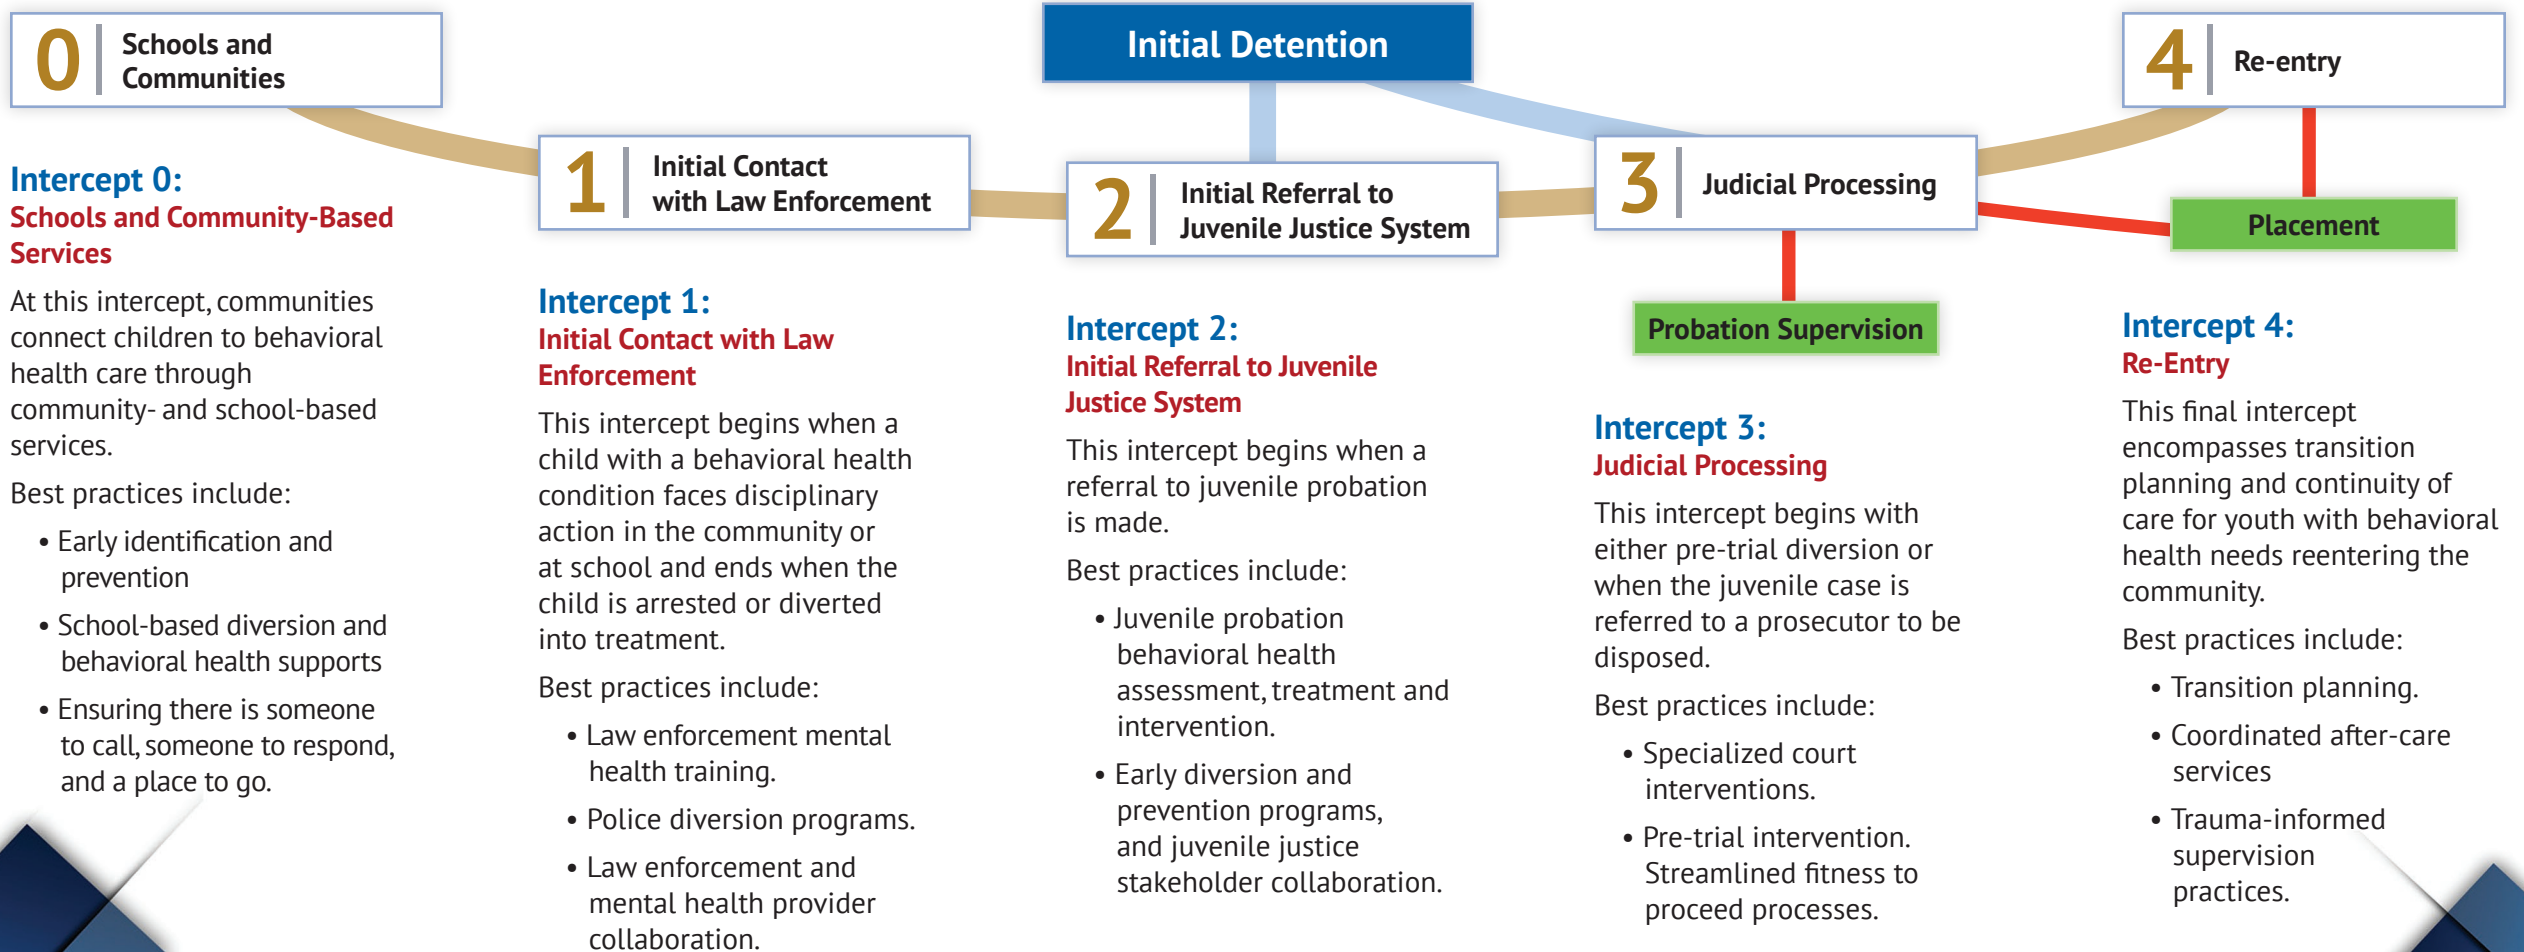 0
Schools and
Communities
Initial Detention
4
Re-entry
1
Initial Contact
with Law Enforcement
2
Initial Referral to
Juvenile Justice System
3
Judicial Processing
Placement
Probation Supervision
Intercept 0:
Schools and Community-Based
Services
At this intercept, communities
connect children to behavioral
health care through
community- and school-based
services.
Best practices include:
• Early identification and
prevention
• School-based diversion and
behavioral health supports
• Ensuring there is someone
to call, someone to respond,
and a place to go.
Intercept 1:
Initial Contact with Law
Enforcement
This intercept begins when a
child with a behavioral health
condition faces disciplinary
action in the community or
at school and ends when the
child is arrested or diverted
into treatment.
Best practices include:
• Law enforcement mental
health training.
• Police diversion programs.
• Law enforcement and
mental health provider
collaboration.
Intercept 2:
Initial Referral to Juvenile
Justice System
This intercept begins when a
referral to juvenile probation
is made.
Best practices include:
• Juvenile probation
behavioral health
assessment, treatment and
intervention.
• Early diversion and
prevention programs,
and juvenile justice
stakeholder collaboration.
Intercept 3:
Judicial Processing
This intercept begins with
either pre-trial diversion or
when the juvenile case is
referred to a prosecutor to be
disposed.
Best practices include:
• Specialized court
interventions.
• Pre-trial intervention.
Streamlined fitness to
proceed processes.
Intercept 4:
Re-Entry
This final intercept
encompasses transition
planning and continuity of
care for youth with behavioral
health needs reentering the
community.
Best practices include:
• Transition planning.
• Coordinated after-care
services
• Trauma-informed
supervision
practices.